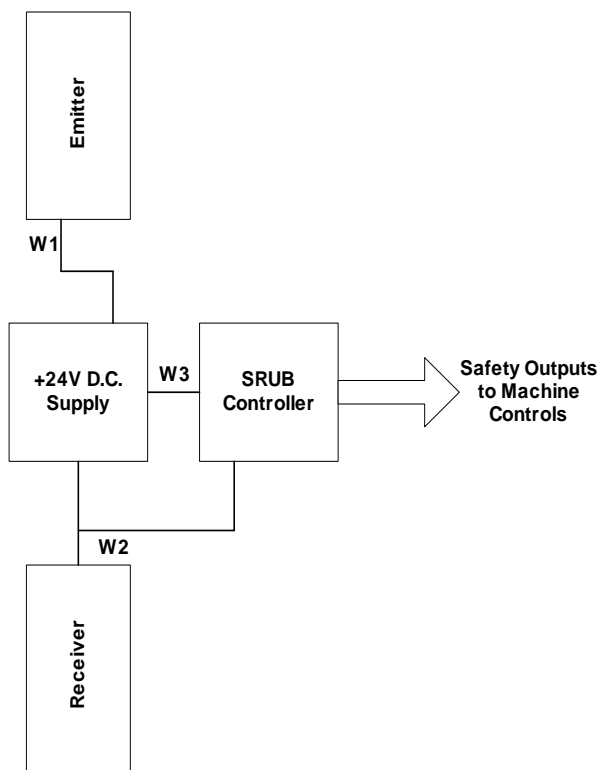 Emitter
W1
+24V D.C.
Supply
W3
SRUB
Controller
Safety Outputs
to Machine
Controls
W2
Receiver